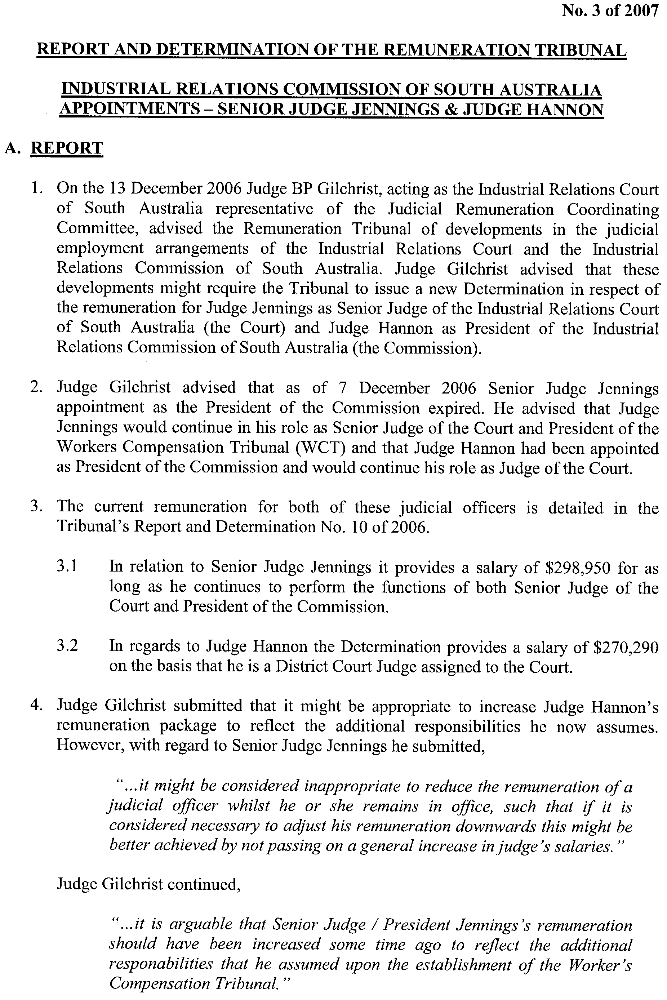 No. 3 of 2007
REPORT AND DETERMINATION OF THE REMUNERATION TRIBUNAL
INDUSTRIAL RELATIONS COMMISSION OF SOUTH AUSTRALIA
APPOINTMENTS – SENIOR JUDGE JENNINGS & JUDGE HANNON
A. REPORT
1. On the 13 December 2006 Judge BP Gilchrist, acting as the Industrial Relations Court
of South Australia representative of the Judicial Remuneration Coordinating
Committee, advised the Remuneration Tribunal of developments in the judicial
employment arrangements of the Industrial Relations Court and the Industrial
Relations Commission of South Australia. Judge Gilchrist advised that these
developments might require the Tribunal to issue a new Determination in respect of
the remuneration for Judge Jennings as Senior Judge of the Industrial Relations Court
of South Australia (the Court) and Judge Hannon as President of the Industrial
Relations Commission of South Australia (the Commission).
2. Judge Gilchrist advised that as of 7 December 2006 Senior Judge Jennings
appointment as the President of the Commission expired. He advised that Judge
Jennings would continue in his role as Senior Judge of the Court and President of the
Workers Compensation Tribunal (WCT) and that Judge Hannon had been appointed
as President of the Commission and would continue his role as Judge of the Court.
3. The current remuneration for both of these judicial officers is detailed in the
Tribunal's Report and Determination No. 10 of 2006.
3.1 In relation to Senior Judge Jennings it provides a salary of $298,950 for as
long as he continues to perform the functions of both Senior Judge of the
Court and President of the Commission.
3.2 In regards to Judge Hannon the Determination provides a salary of $270,290
on the basis that he is a District Court Judge assigned to the Court.
4. Judge Gilchrist submitted that it might be appropriate to increase Judge Hannon's
remuneration package to reflect the additional responsibilities he now assumes.
However, with regard to Senior Judge Jennings he submitted,
“...it might be considered inappropriate to reduce the remuneration of a
judicial officer whilst he or she remains in office, such that if it is
considered necessary to adjust his remuneration downwards this might be
better achieved by not passing on a general increase in judge's salaries.”
Judge Gilchrist continued,
“...it is arguable that Senior Judge / President Jennings's remuneration
should have been increased some time ago to reflect the additional
responabilities that he assumed upon the establishment of the Worker's
Compensation Tribunal.”